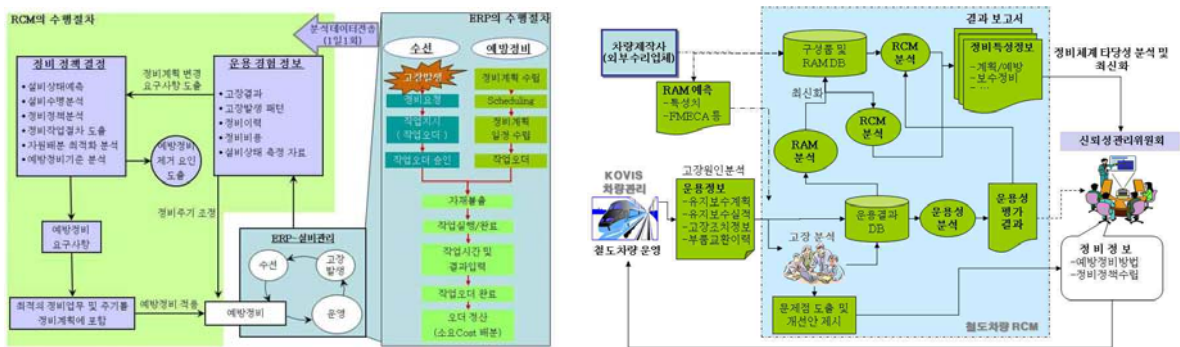 RCM의 수행절차
정비 정책 결정
•설비상태예측
•설비수명분석
•정비정책분석
•정비작업절차 도출
•자원배분 최적화 분석
•예방정비기준 분석
정비계획 변경
요구사항 도출
운용 경험 정보
•고장결과
•고장발생 패턴
•정비이력
•정비비용
•설비상태 측정 자료
예방정비
제거 요인
도출
정비주기 조정
예방정비
요구사항
최적의 정비업무 및 주기를
정비계획에 포함
예방정비 적용
예방정비
ERP-설비관리
수선
고장
발생
운영
분석데이터전송
(1일1회)
ERP의 수행절차
수선
예방정비
고장발생
정비요청
작업지시
(작업오더)
작업오더 승인
정비계획 수립
Scheduling
정비계획
일정 수립
작업오더
자재불출
작업실행/완료
작업시간 및
결과입력
작업오더 완료
오더 정산
(소요Cost 배분)
차량제작사
(외부수리업체)
RAM 예측
-특성치
-FMECA 등
구성품 및
RAM DB
최신화
RCM
분석
RCM
분석
RAM
분석
결과 보고서
정비특성정보
-계획/예방
-보수정비
-...
정비체계 타당성 분석 및
최신화
신뢰성관리위원회
KOVIS
차량관리
철도차량 운영
고장원인분석
운용정보
-유지보수계획
-유지보수실적
-고장조치정보
-부품교환이력
운용결과
DB
운용성
분석
운용성
평가
결과
고장 분석
문제점 도출 및
개선안 제시
정비 정보
-예방정비방법
-정비정책수립
철도차량 RCM